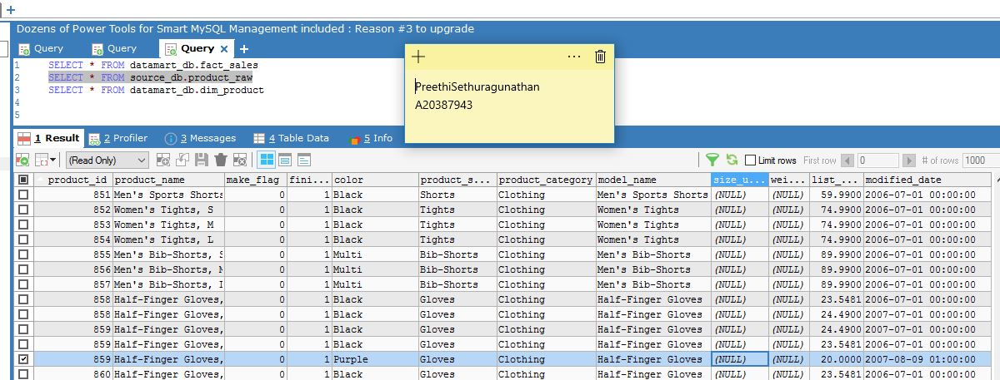 Dozens of Power Tools for Smart MySQL Management included : Reason #3 to upgrade
Query Query Query
1 SELECT * FROM datamart_db.fact_sales
2 SELECT * FROM source_db.product_raw
3 SELECT * FROM datamart_db.dim_product
4
5
PreethiSethuragunathan
A20387943
1 Result 2 Profiler 3 Messages 4 Table Data 5 Info
(Read Only) Limit rows First row 0 # of rows 1000
product_id product_name make_flag fini... color product_s... product_category model_name size_u... wei... list_... modified_date
851 Men's Sports Shorts 0 1 Black Shorts Clothing Men's Sports Shorts (NULL) (NULL) 59.9900 2006-07-01 00:00:00
852 Women's Tights, S 0 1 Black Tights Clothing Women's Tights (NULL) (NULL) 74.9900 2006-07-01 00:00:00
853 Women's Tights, M 0 1 Black Tights Clothing Women's Tights (NULL) (NULL) 74.9900 2006-07-01 00:00:00
854 Women's Tights, L 0 1 Black Tights Clothing Women's Tights (NULL) (NULL) 74.9900 2006-07-01 00:00:00
855 Men's Bib-Shorts, S 0 1 Multi Bib-Shorts Clothing Men's Bib-Shorts (NULL) (NULL) 89.9900 2006-07-01 00:00:00
856 Men's Bib-Shorts, M 0 1 Multi Bib-Shorts Clothing Men's Bib-Shorts (NULL) (NULL) 89.9900 2006-07-01 00:00:00
857 Men's Bib-Shorts, 0 1 Multi Bib-Shorts Clothing Men's Bib-Shorts (NULL) (NULL) 89.9900 2006-07-01 00:00:00
858 Half-Finger Gloves, 0 1 Black Gloves Clothing Half-Finger Gloves (NULL) (NULL) 23.5481 2006-07-01 00:00:00
858 Half-Finger Gloves, 0 1 Black Gloves Clothing Half-Finger Gloves (NULL) (NULL) 24.4900 2007-07-01 00:00:00
859 Half-Finger Gloves, 0 1 Black Gloves Clothing Half-Finger Gloves (NULL) (NULL) 24.4900 2007-07-01 00:00:00
859 Half-Finger Gloves, 0 1 Black Gloves Clothing Half-Finger Gloves (NULL) (NULL) 23.5481 2006-07-01 00:00:00
859 Half-Finger Gloves, 0 1 Purple Gloves Clothing Half-Finger Gloves (NULL) (NULL) 20.0000 2007-08-09 01:00:00
860 Half-Finger Gloves, 0 1 Black Gloves Clothing Half-Finger Gloves (NULL) (NULL) 23.5481 2006-07-01 00:00:00